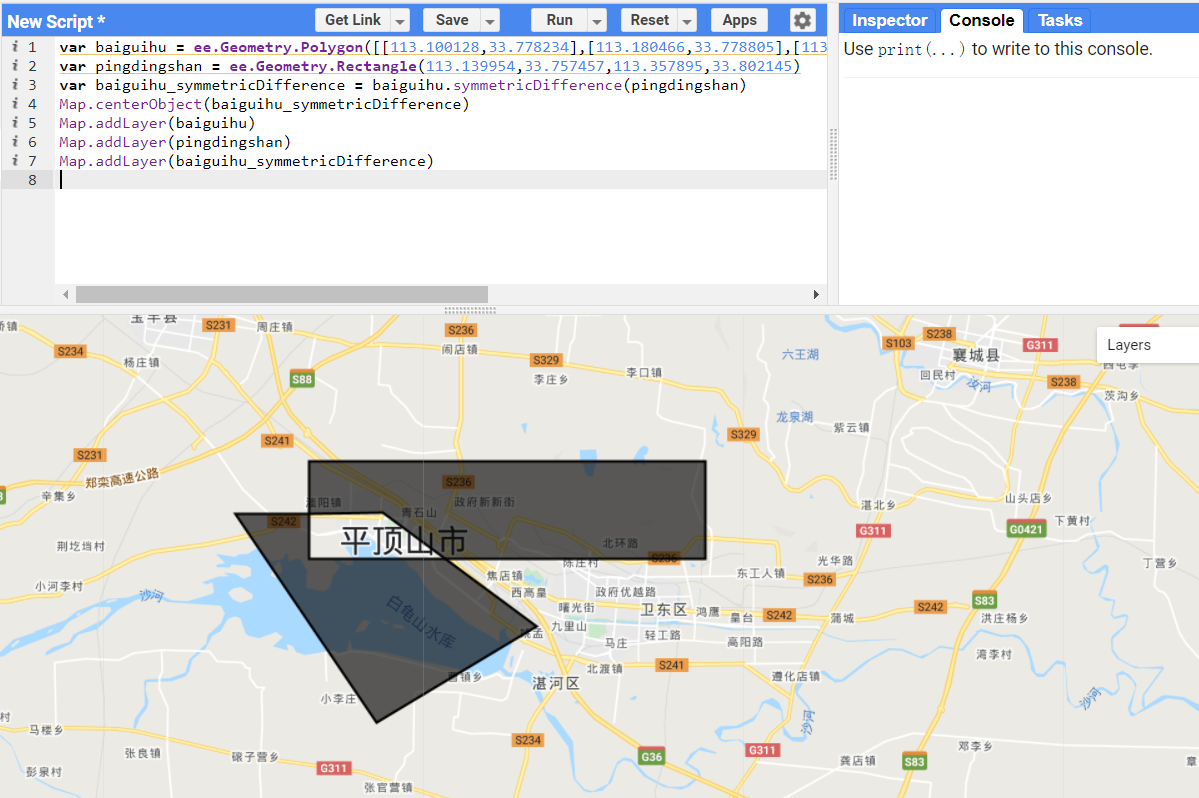 New Script *
Get Link
Save
Run
Reset
Apps
Inspector
Console
Tasks
1 var baiguihu = ee.Geometry.Polygon([[113.100128,33.778234],[113.180466,33.778805],[113
2 var pingdingshan = ee.Geometry.Rectangle(113.139954,33.757457,113.357895,33.802145)
3 var baiguihu_symmetricDifference = baiguihu.symmetricDifference(pingdingshan)
4 Map.centerObject(baiguihu_symmetricDifference)
5 Map.addLayer(baiguihu)
6 Map.addLayer(pingdingshan)
7 Map.addLayer(baiguihu_symmetricDifference)
8
Use print(...) to write to this console.
Layers
S231
周庄镇
S236
S103
S238
G311
S234
杨庄镇
闫店镇
S329
六王湖
襄城县
S88
李庄乡
李口镇
回民村
汝河
S238
茨沟乡
龙泉湖
紫云镇
S241
S329
S231
郑栾高速公路
辛集乡
S236
政府新新街
湛北乡
山头店乡
青石山
S242
平顶山市
G311
G0421
下黄村
荆圪垱村
北环路
S236
光华路
丁营乡
小河李村
沙河
焦店镇
东工人镇
S236
西高皇
政府优越路
S83
白龟山水库
曙光街
卫东区
鸿鹰
皇台
S242
蒲城
S242
洪庄杨乡
九里山
轻工路
马庄
高阳路
湾李村
北渡镇
S241
遵化店镇
小李庄
湛河区
沙河
沙河
马楼乡
张良镇
磙子营乡
S234
G36
G311
龚店镇
S83
邓李乡
章
彭泉村
G311
张官营镇